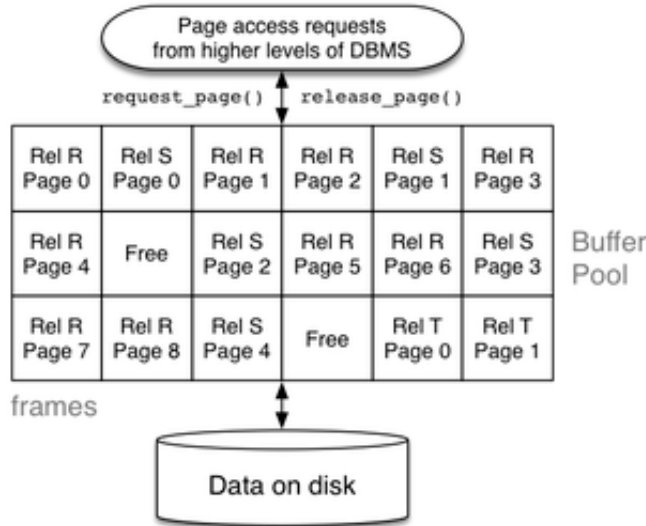 Page access requests
from higher levels of DBMS
request_page() release_page()
Rel R Rel S Rel R Rel R Rel S Rel R
Page 0 Page 0 Page 1 Page 2 Page 1 Page 3
Rel R Free Rel S Rel R Rel R Rel S
Page 4 Page 2 Page 5 Page 6 Page 3
Buffer
Pool
Rel R Rel R Rel S Free Rel T Rel T
Page 7 Page 8 Page 4 Page 0 Page 1
frames
Data on disk